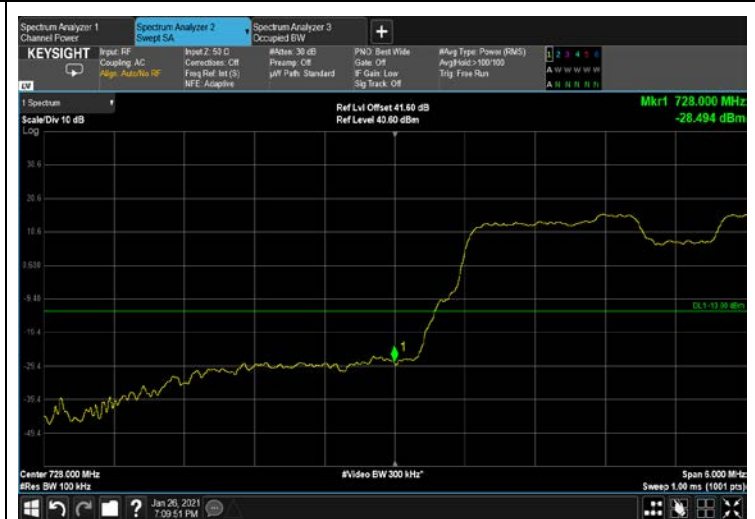 Spectrum Analyzer 1
Channel Power
Spectrum Analyzer 2
Swept SA
Spectrum Analyzer 3
Occupied BW
KEYSIGHT
Input: RF
Coupling: AC
Align: Auto/No RF
Input Z: 50 Ω
Corrections: Off
Freq Ref: Int (S)
NFE: Adaptive
#Atten: 30 dB
Preamp: Off
µW Path: Standard
PNO: Best Wide
Gate: Off
IF Gain: Low
Sig Track: Off
#Avg Type: Power (RMS)
Avg|Hold:>100/100
Trig: Free Run
1 2 3 4 5 6
A W W W W W
A N N N N N
1 Spectrum
Scale/Div 10 dB
Log
Ref Lvl Offset 41.60 dB
Ref Level 40.60 dBm
Mkr1 728.000 MHz
-28.494 dBm
30.6
20.6
10.6
-9.40
-19.4
-29.4
-39.4
-49.4
DL1 -13.00 dBm
1
Center 728.000 MHz
#Res BW 100 kHz
#Video BW 300 kHz*
Span 6.000 MHz
Sweep 1.00 ms (1001 pts)
Jan 26, 2021
7:09:51 PM